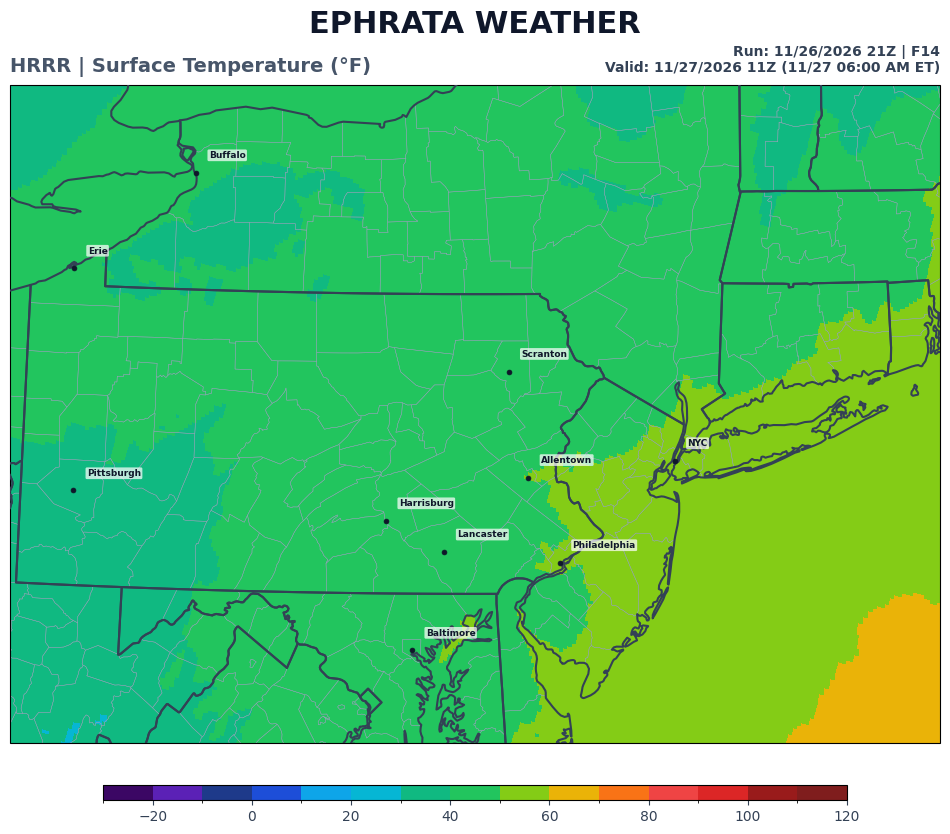 EPHRATA WEATHER
HRRR | Surface Temperature (°F)
Run: 11/26/2026 21Z | F14
Valid: 11/27/2026 11Z (11/27 06:00 AM ET)
Buffalo
Erie
Scranton
NYC
Allentown
Pittsburgh
Harrisburg
Lancaster
Philadelphia
Baltimore
−20 0 20 40 60 80 100 120